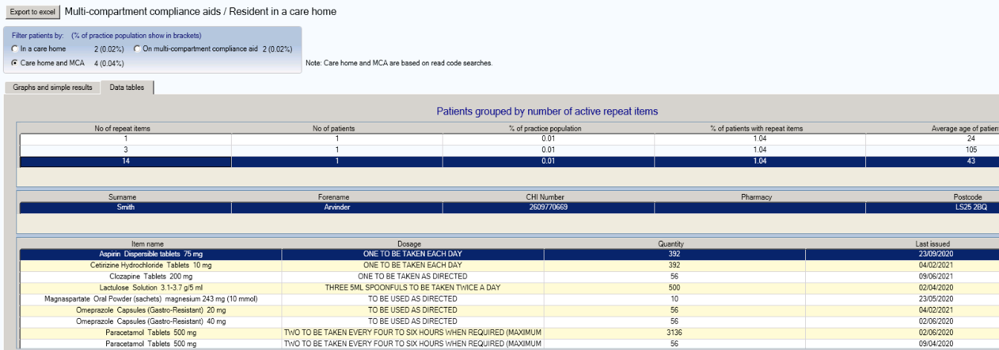 Export to excel Multi-compartment compliance aids / Resident in a care home
Filter patients by: (% of practice population show in brackets)
In a care home 2 (0.02%) On multi-compartment compliance aid 2 (0.02%)
Care home and MCA 4 (0.04%) Note: Care home and MCA are based on read code searches.
Graphs and simple results Data tables
Patients grouped by number of active repeat items
No of repeat items No of patients % of practice population % of patients with repeat items Average age of patien
1 1 0.01 1.04 24
3 1 0.01 1.04 105
14 1 0.01 1.04 43
Surname Forename CHI Number Pharmacy Postcode
Smith Arvinder 2609770669 LS25 2BQ
Item name Dosage Quantity Last issued
Aspirin Dispersible tablets 75 mg ONE TO BE TAKEN EACH DAY 392 23/09/2020
Cetirizine Hydrochloride Tablets 10 mg ONE TO BE TAKEN EACH DAY 392 04/02/2021
Clozapine Tablets 200 mg ONE TO BE TAKEN AS DIRECTED 56 09/06/2021
Lactulose Solution 3.1-3.7 g/5 ml THREE 5ML SPOONFULS TO BE TAKEN TWICE A DAY 500 02/04/2020
Magnaspartate Oral Powder (sachets) magnesium 243 mg (10 mmol) TO BE USED AS DIRECTED 10 23/05/2020
Omeprazole Capsules (Gastro-Resistant) 20 mg TO BE USED AS DIRECTED 56 04/02/2021
Omeprazole Capsules (Gastro-Resistant) 40 mg TO BE USED AS DIRECTED 56 02/06/2020
Paracetamol Tablets 500 mg TWO TO BE TAKEN EVERY FOUR TO SIX HOURS WHEN REQUIRED (MAXIMUM 3136 02/06/2020
Paracetamol Tablets 500 mg TWO TO BE TAKEN EVERY FOUR TO SIX HOURS WHEN REQUIRED (MAXIMUM 56 09/04/2020